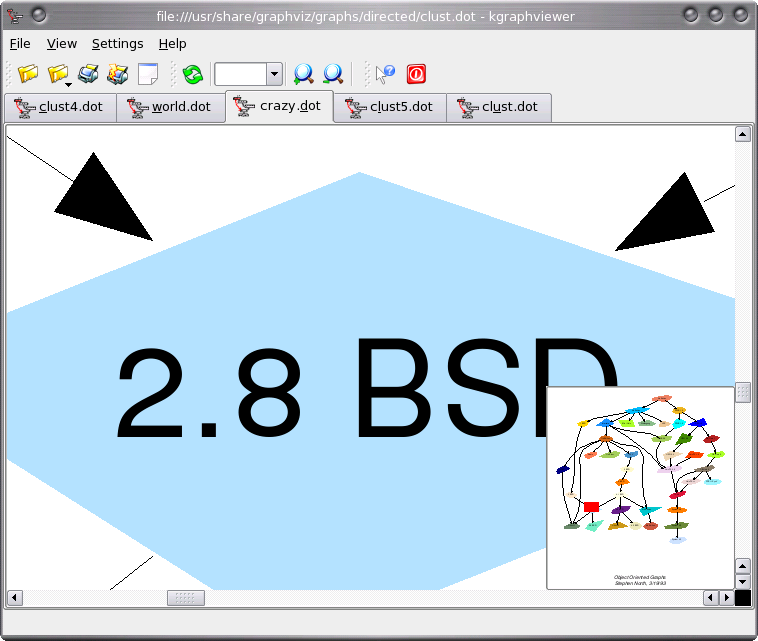 file:///usr/share/graphviz/graphs/directed/clust.dot - kgraphviewer
File View Settings Help
clust4.dot world.dot crazy.dot clust5.dot clust.dot
2.8 BSD
Object Oriented Graphs
Stephen North, 3/19/93